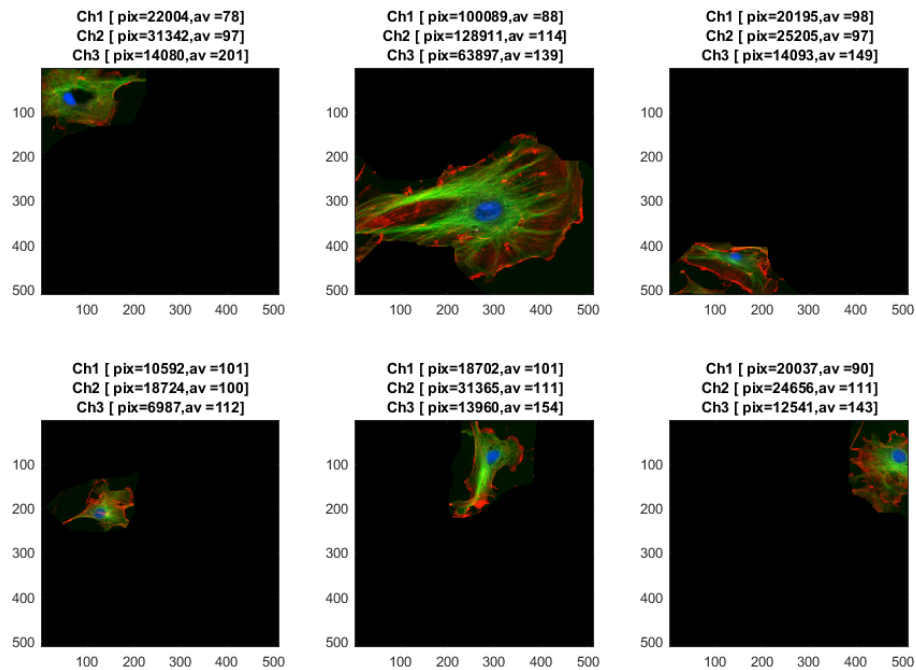 Ch1 [ pix=22004,av =78]
Ch2 [ pix=31342,av =97]
Ch3 [ pix=14080,av =201]
100
200
300
400
500
100 200 300 400 500
Ch1 [ pix=100089,av =88]
Ch2 [ pix=128911,av =114]
Ch3 [ pix=63897,av =139]
100
200
300
400
500
100 200 300 400 500
Ch1 [ pix=20195,av =98]
Ch2 [ pix=25205,av =97]
Ch3 [ pix=14093,av =149]
100
200
300
400
500
100 200 300 400 500
Ch1 [ pix=10592,av =101]
Ch2 [ pix=18724,av =100]
Ch3 [ pix=6987,av =112]
100
200
300
400
500
100 200 300 400 500
Ch1 [ pix=18702,av =101]
Ch2 [ pix=31365,av =111]
Ch3 [ pix=13960,av =154]
100
200
300
400
500
100 200 300 400 500
Ch1 [ pix=20037,av =90]
Ch2 [ pix=24656,av =111]
Ch3 [ pix=12541,av =143]
100
200
300
400
500
100 200 300 400 500